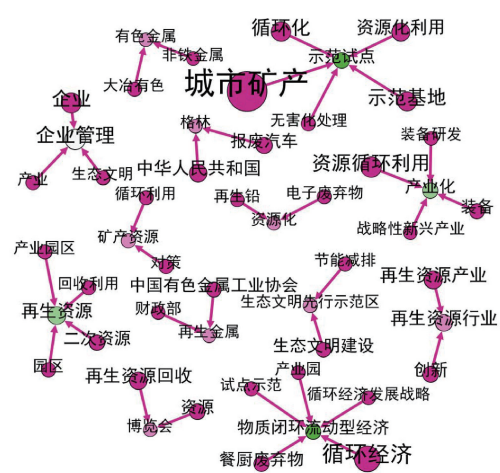 有色金属
循环化
资源化利用
非铁金属
示范试点
大冶有色
城市矿产
企业
示范基地
格林
无害化处理
企业管理
报废汽车
装备研发
中华人民共和国
资源循环利用
产业
生态文明
产业化
循环利用
再生铅
电子废弃物
装备
资源化
战略性新兴产业
矿产资源
产业园区
对策
节能减排
中国有色金属工业协会
再生资源产业
回收利用
财政部
生态文明先行示范区
再生资源
再生金属
再生资源行业
二次资源
生态文明建设
园区
再生资源回收
产业园
创新
试点示范
循环经济发展战略
资源
博览会
物质闭环流动型经济
餐厨废弃物
循环经济